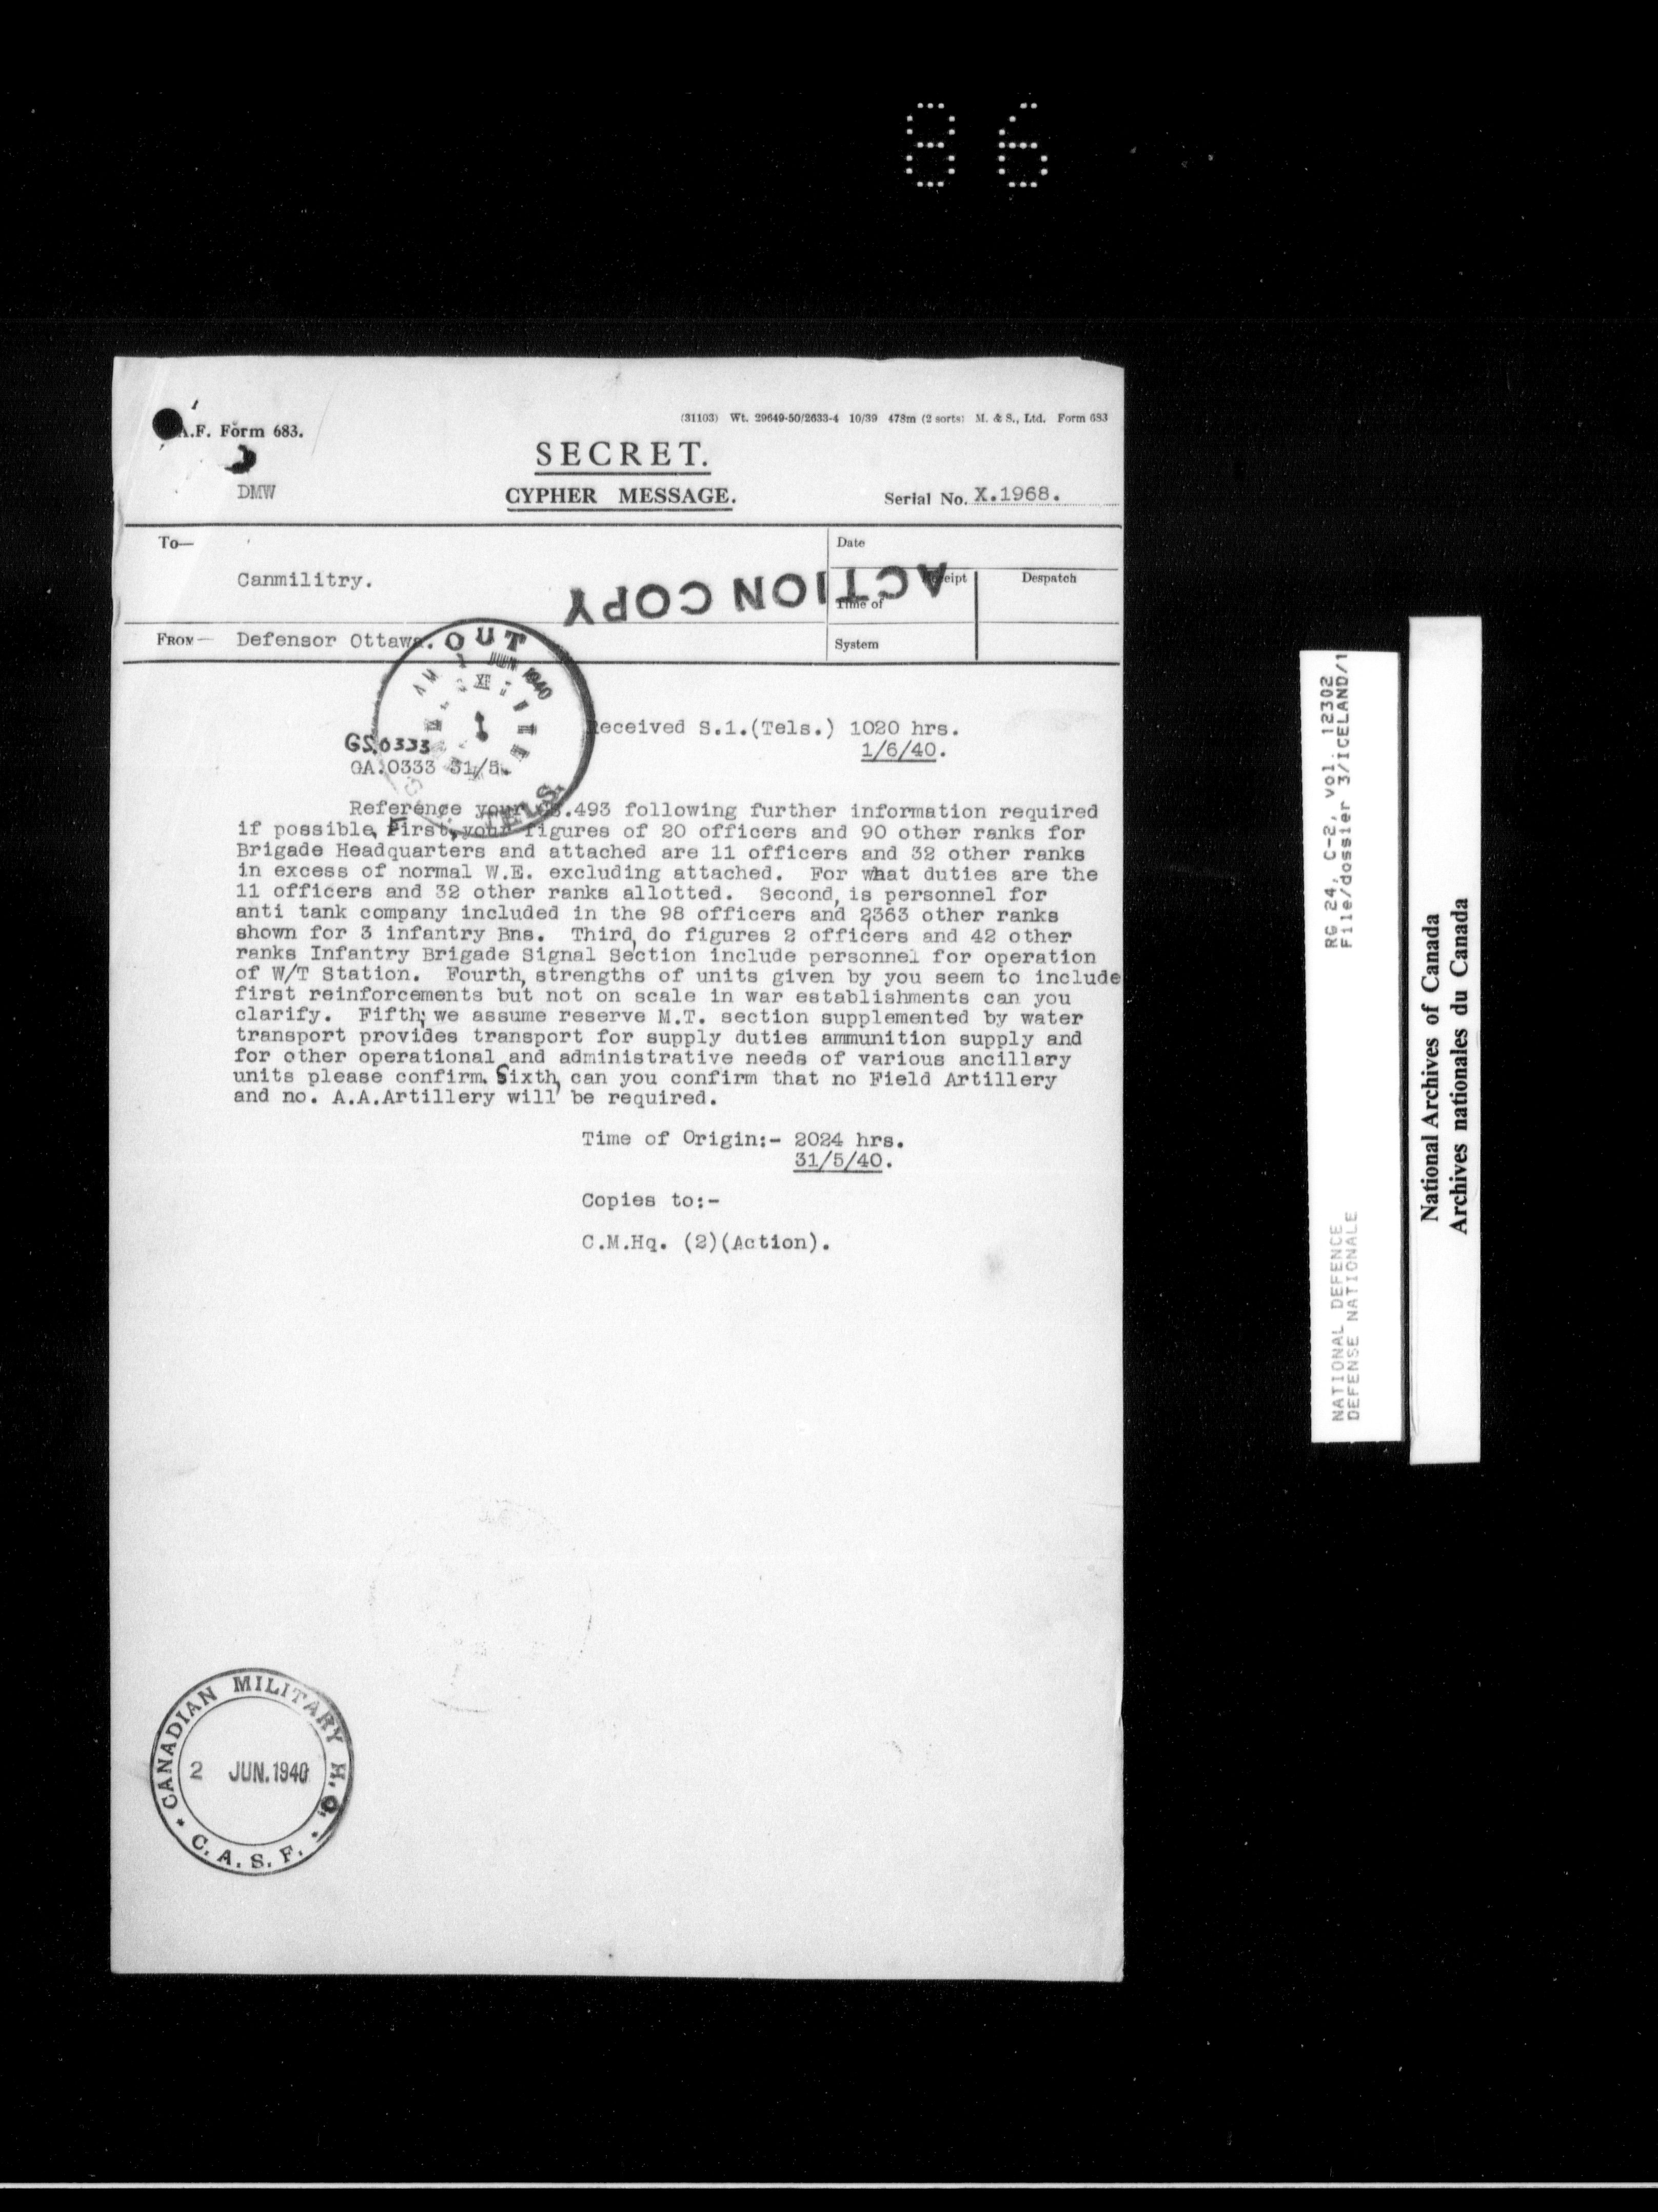 86
(31103) Wt. 29649-50/2633-4 10/39 478m (2 sorts) M. & S., Ltd. Form 683
A.F. Form 683.
SECRET.
DMW
CYPHER MESSAGE.
Serial No. X.1968.
To—
Canmilitry.
ACTION COPY
Date
Receipt
Despatch
Time of
FROM— Defensor Ottawa.
System
OUT
JUN 1940
TELS.
Received S.1.(Tels.) 1020 hrs.
1/6/40.
GS.0333
GA.0333 31/5.
Reference your GS.493 following further information required
if possible, First, your figures of 20 officers and 90 other ranks for
Brigade Headquarters and attached are 11 officers and 32 other ranks
in excess of normal W.E. excluding attached. For what duties are the
11 officers and 32 other ranks allotted. Second, is personnel for
anti tank company included in the 98 officers and 2363 other ranks
shown for 3 infantry Bns. Third, do figures 2 officers and 42 other
ranks Infantry Brigade Signal Section include personnel for operation
of W/T Station. Fourth, strengths of units given by you seem to include
first reinforcements but not on scale in war establishments can you
clarify. Fifth, we assume reserve M.T. section supplemented by water
transport provides transport for supply duties ammunition supply and
for other operational and administrative needs of various ancillary
units please confirm. Sixth, can you confirm that no Field Artillery
and no. A.A.Artillery will be required.
Time of Origin:- 2024 hrs.
31/5/40.
Copies to:-
C.M.Hq. (2)(Action).
CANADIAN MILITARY H.Q.
2 JUN.1940
C.A.S.F.
NATIONAL DEFENCE
DEFENSE NATIONALE
RG 24, C-2, vol. 12302
File/dossier 3/ICELAND/1
National Archives of Canada
Archives nationales du Canada